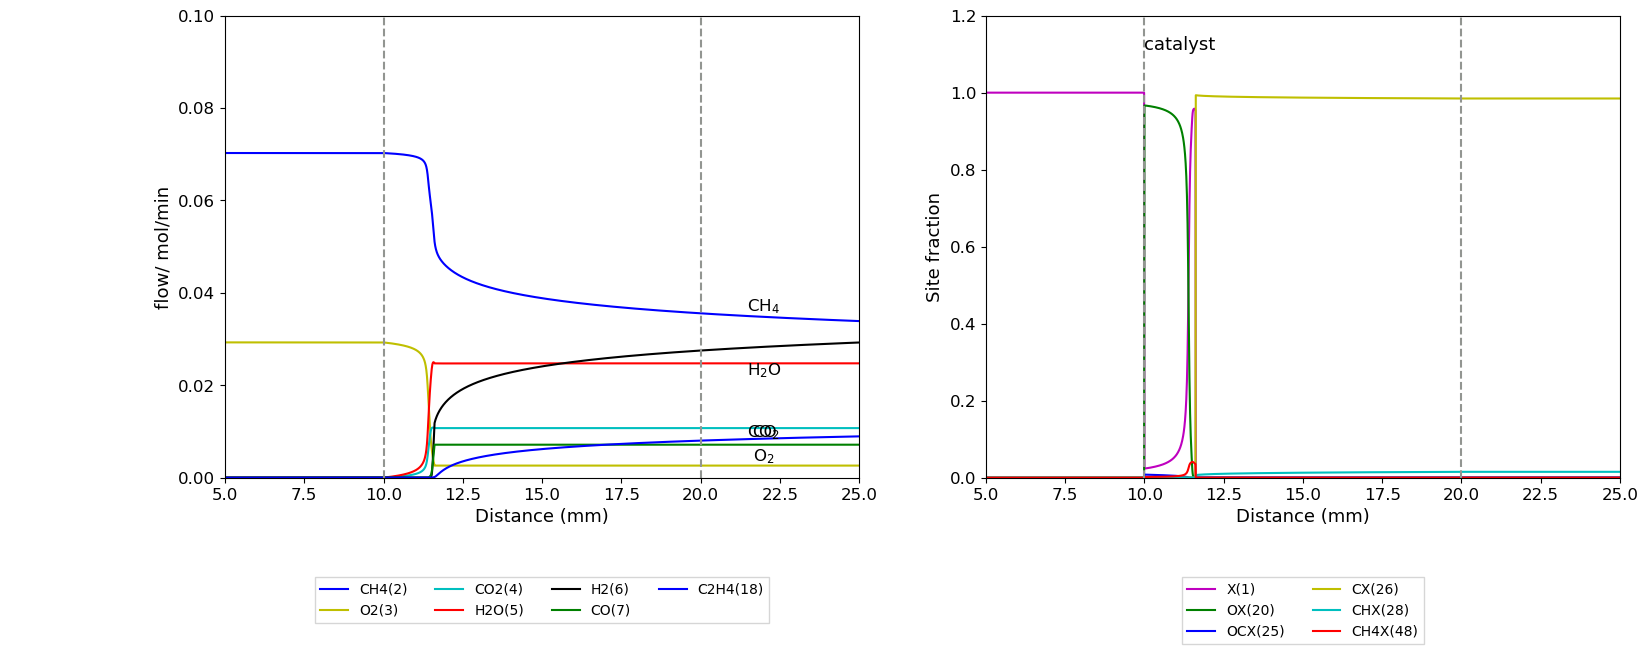 0.10
0.08
0.06
0.04
0.02
0.00
flow/ mol/min
CH₄
H₂O
CO₂
CO
O₂
5.0 7.5 10.0 12.5 15.0 17.5 20.0 22.5 25.0
Distance (mm)
CH4(2) CO2(4) H2(6) C2H4(18)
O2(3) H2O(5) CO(7)
1.2
1.0
0.8
0.6
0.4
0.2
0.0
Site fraction
catalyst
5.0 7.5 10.0 12.5 15.0 17.5 20.0 22.5 25.0
Distance (mm)
X(1) CX(26)
OX(20) CHX(28)
OCX(25) CH4X(48)